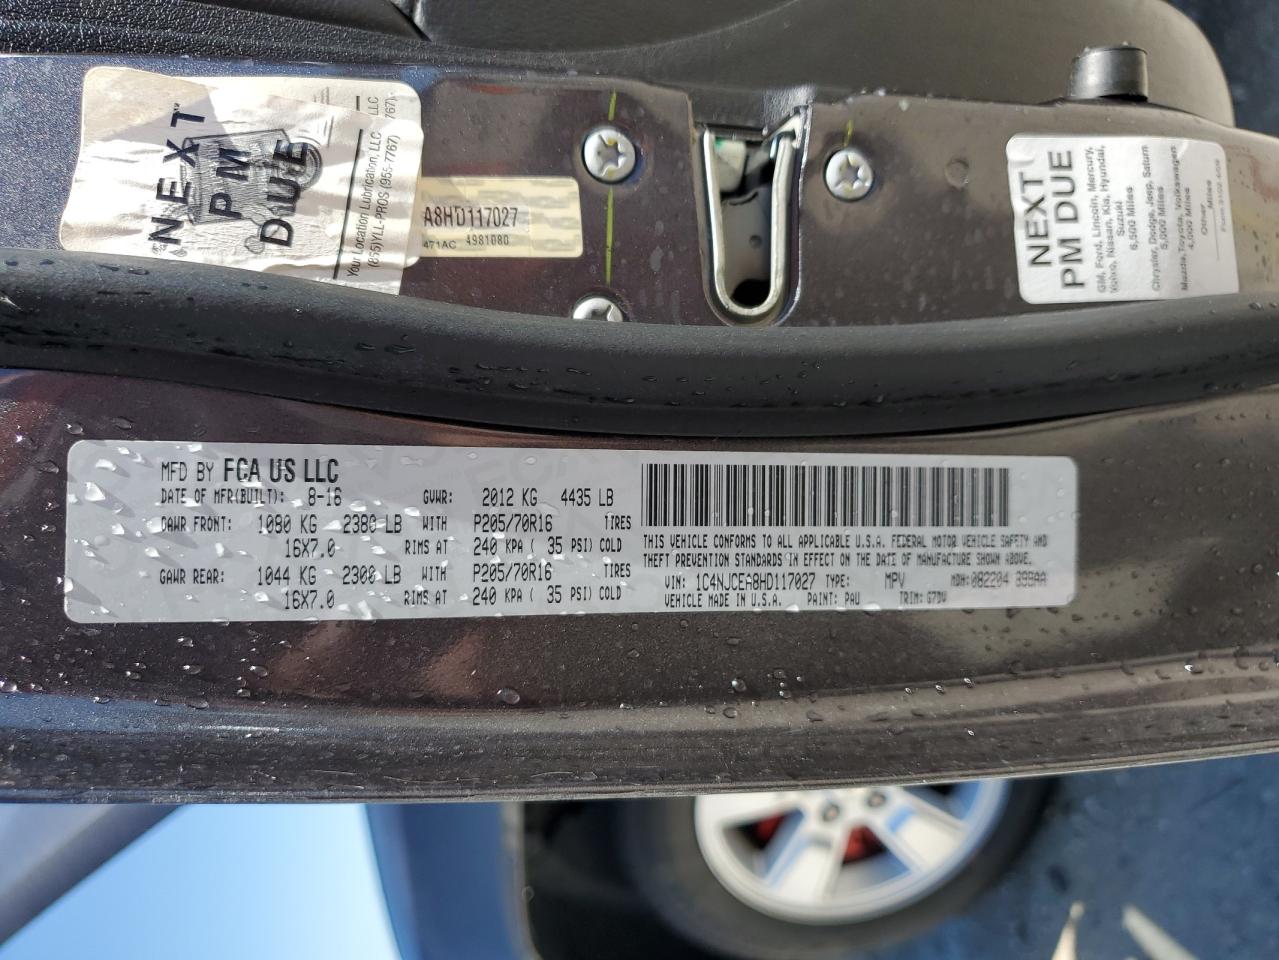 NEXT
PM
DUE
Your Location Lubrication, LLC
(855)YLL-PROS (955-7767)
LLC
7767)
A8HD117027
471AC 4981080
NEXT
PM DUE
GM, Ford, Lincoln, Mercury,
Volvo, Nissan, Kia, Hyundai,
Suzuki
6,500 Miles
Chrysler, Dodge, Jeep, Saturn
5,000 Miles
Mazda, Toyota, Volkswagen
4,000 Miles
Other
Miles
MFD BY FCA US LLC
DATE OF MFR(BUILT): 8-16 GVWR: 2012 KG 4435 LB
GAWR FRONT: 1080 KG 2380 LB WITH P205/70R16 TIRES
16X7.0 RIMS AT 240 KPA ( 35 PSI) COLD
GAWR REAR: 1044 KG 2300 LB WITH P205/70R16 TIRES
16X7.0 RIMS AT 240 KPA ( 35 PSI) COLD
THIS VEHICLE CONFORMS TO ALL APPLICABLE U.S.A. FEDERAL MOTOR VEHICLE SAFETY AND
THEFT PREVENTION STANDARDS IN EFFECT ON THE DATE OF MANUFACTURE SHOWN ABOVE.
VIN: 1C4NJCEA8HD117027 TYPE: MPV MDH: 082204
VEHICLE MADE IN U.S.A. PAINT: PAU TRIM: